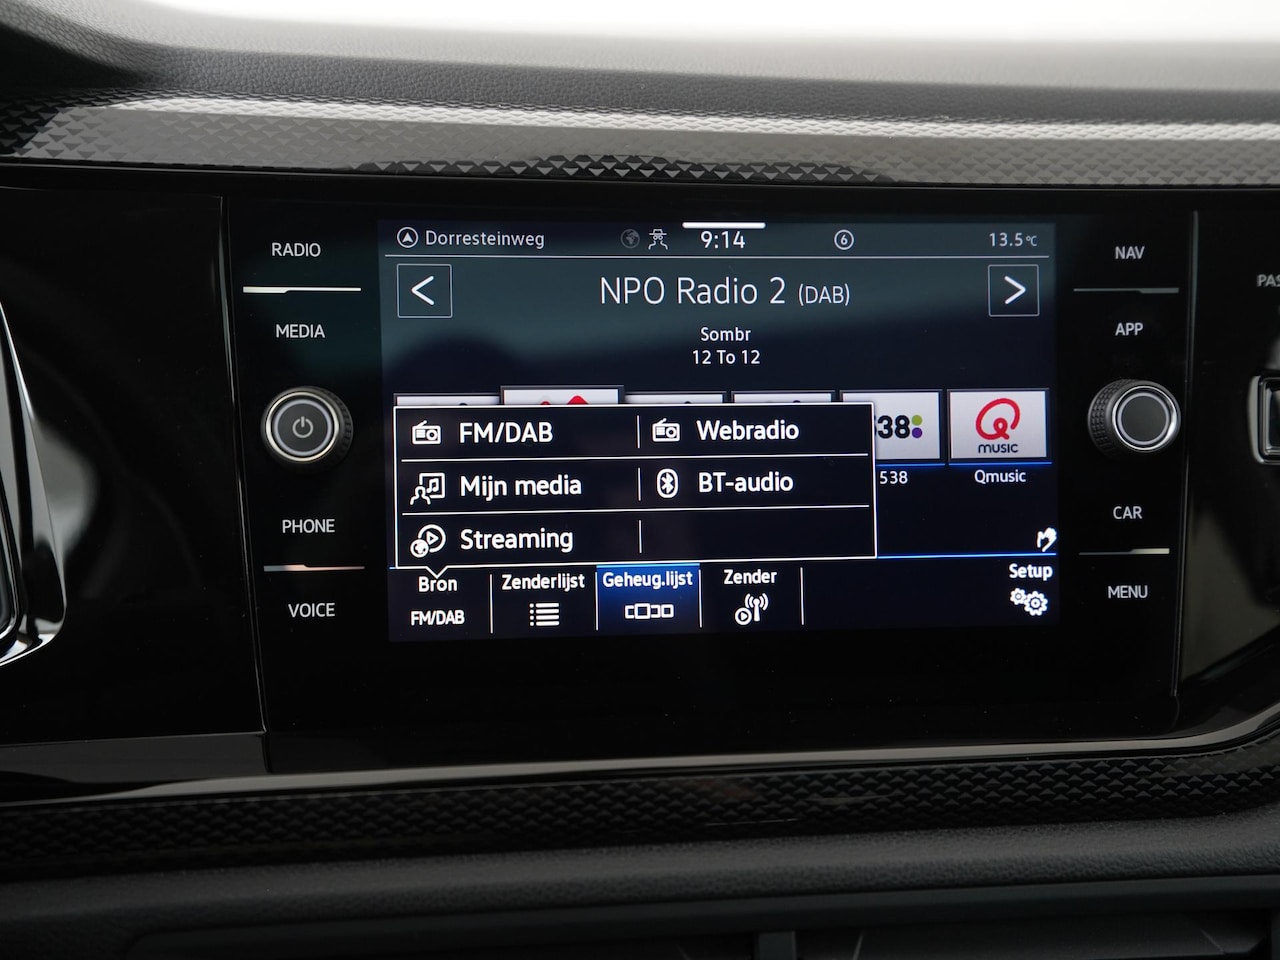 RADIO
MEDIA
PHONE
VOICE
Dorresteinweg
9:14
6
13.5°C
NPO Radio 2 (DAB)
Sombr
12 To 12
FM/DAB
Webradio
Mijn media
BT-audio
Streaming
38
538
Q
MUSIC
Qmusic
Bron
FM/DAB
Zenderlijst
Geheug.lijst
Zender
Setup
NAV
APP
CAR
MENU